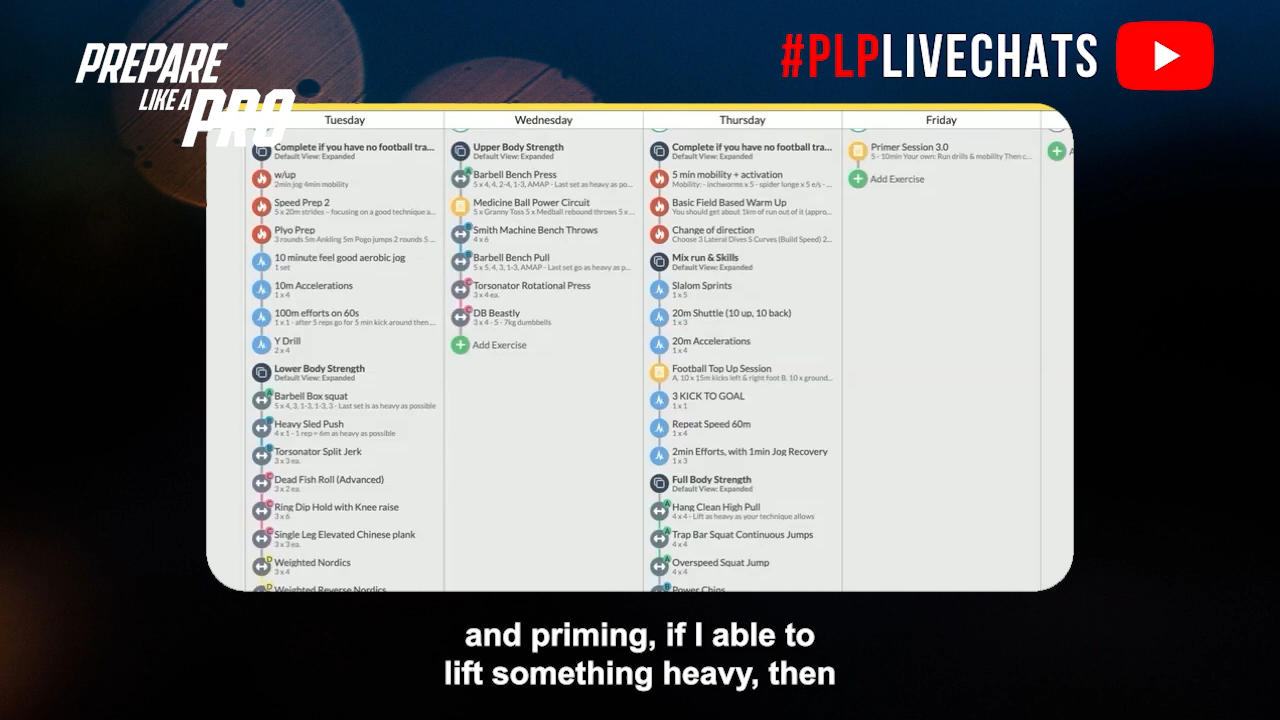 PREPARE
LIKE A
PRO
#PLPLIVECHATS
Tuesday
Complete if you have no football tra...
Default View: Expanded
w/up
2min jog 4min mobility
Speed Prep 2
5 x 20m strides – focusing on a good technique a...
Plyo Prep
3 rounds 5m Ankling 5m Pogo jumps 2 rounds 5 ...
10 minute feel good aerobic jog
1 set
10m Accelerations
1 x 4
100m efforts on 60s
1 x 1 - after 5 reps go for 5 min kick around then ...
Y Drill
2 x 4
Lower Body Strength
Default View: Expanded
A
Barbell Box squat
5 x 4, 3, 1-3, 1-3, 3 - Last set is as heavy as possible
B
Heavy Sled Push
4 x 1 - 1 rep = 6m as heavy as possible
B
Torsonator Split Jerk
3 x 3 ea.
C
Dead Fish Roll (Advanced)
3 x 2 ea.
C
Ring Dip Hold with Knee raise
3 x 6
C
Single Leg Elevated Chinese plank
3 x 3 ea.
D
Weighted Nordics
3 x 4
D
Weighted Reverse Nordics
Wednesday
Upper Body Strength
Default View: Expanded
A
Barbell Bench Press
5 x 4, 4, 2-4, 1-3, AMAP - Last set as heavy as po...
Medicine Ball Power Circuit
5 x Granny Toss 5 x Medball rebound throws 5 x ...
B
Smith Machine Bench Throws
4 x 6
B
Barbell Bench Pull
5 x 5, 4, 3, 1-3, AMAP - Last set go as heavy as p...
C
Torsonator Rotational Press
3 x 4 ea.
C
DB Beastly
3 x 4 - 5 - 7kg dumbbells
Add Exercise
Thursday
Complete if you have no football tra...
Default View: Expanded
5 min mobility + activation
Mobility: - inchworms x 5 - spider lunge x 5 e/s - ...
Basic Field Based Warm Up
You should get about 1km of run out of it (appro...
Change of direction
Choose 3 Lateral Dives S Curves (Build Speed) 2...
Mix run & Skills
Default View: Expanded
Slalom Sprints
1 x 5
20m Shuttle (10 up, 10 back)
1 x 3
20m Accelerations
1 x 4
Football Top Up Session
A. 10 x 15m kicks left & right foot B. 10 x ground...
3 KICK TO GOAL
1 x 1
Repeat Speed 60m
1 x 4
2min Efforts, with 1min Jog Recovery
1 x 3
Full Body Strength
Default View: Expanded
A
Hang Clean High Pull
4 x 4 - Lift as heavy as your technique allows
A
Trap Bar Squat Continuous Jumps
4 x 4
A
Overspeed Squat Jump
4 x 4
B
Power Chins
Friday
Primer Session 3.0
5 - 10min Your own: Run drills & mobility Then c...
Add Exercise
and priming, if I able to
lift something heavy, then